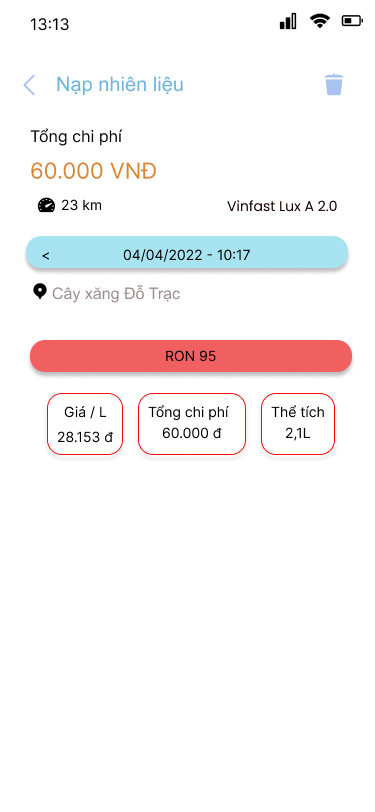 13:13
Nạp nhiên liệu
Tổng chi phí
60.000 VNĐ
23 km Vinfast Lux A 2.0
< 04/04/2022 - 10:17
Cây xăng Đỗ Trạc
RON 95
Giá / L Tổng chi phí Thể tích
28.153 đ 60.000 đ 2,1L